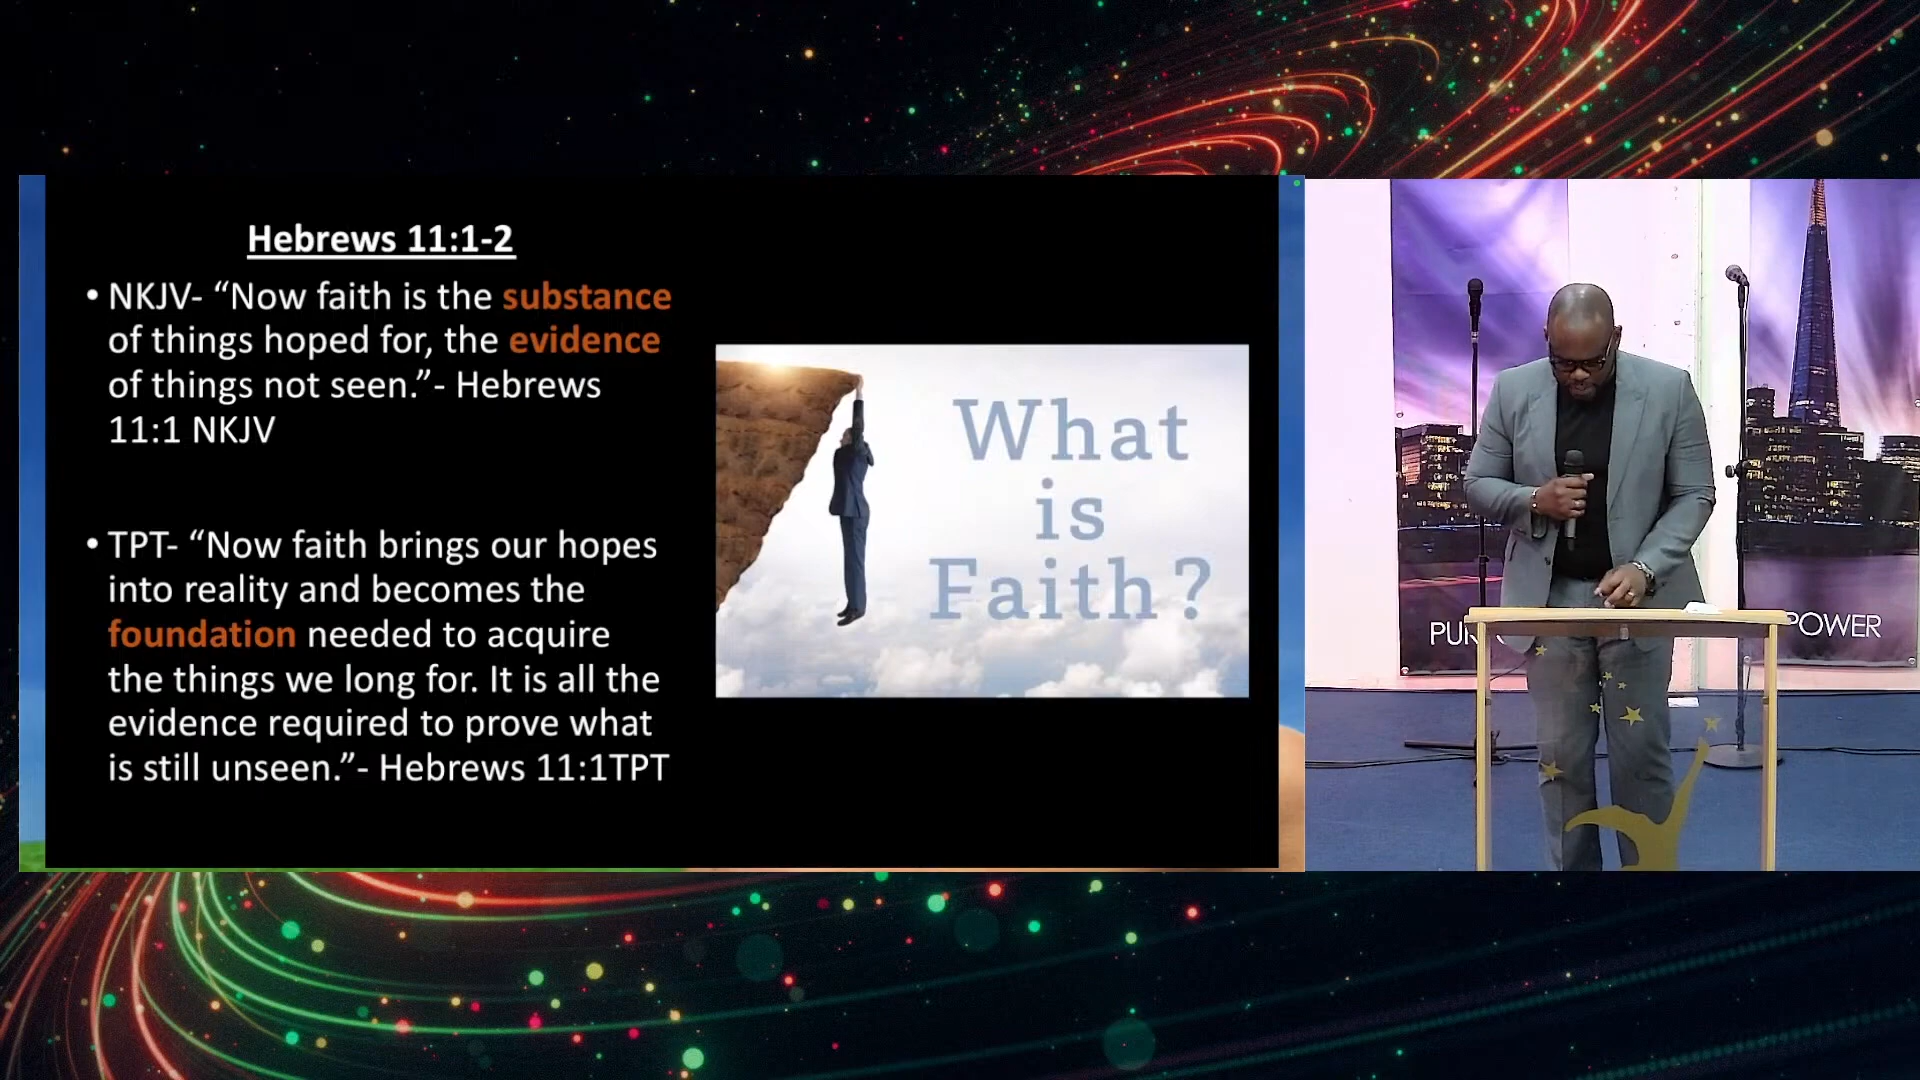 Hebrews 11:1-2
• NKJV- “Now faith is the substance
of things hoped for, the evidence
of things not seen.”- Hebrews
11:1 NKJV
• TPT- “Now faith brings our hopes
into reality and becomes the
foundation needed to acquire
the things we long for. It is all the
evidence required to prove what
is still unseen.”- Hebrews 11:1TPT
What
is
Faith?
POWER